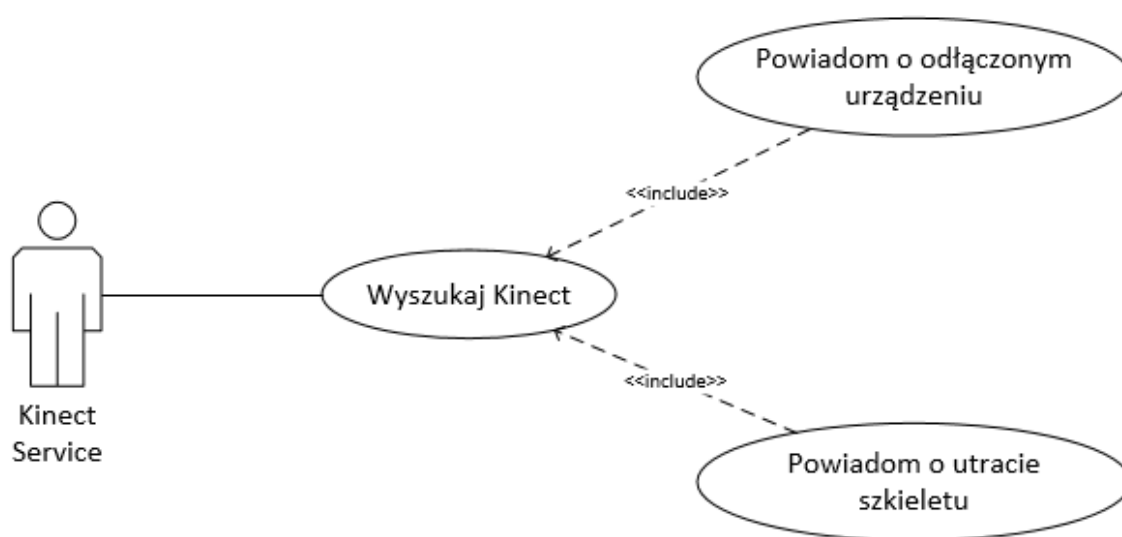 Powiadom o odłączonym
urządzeniu
<<include>>
Wyszukaj Kinect
<<include>>
Kinect
Service
Powiadom o utracie
szkieletu